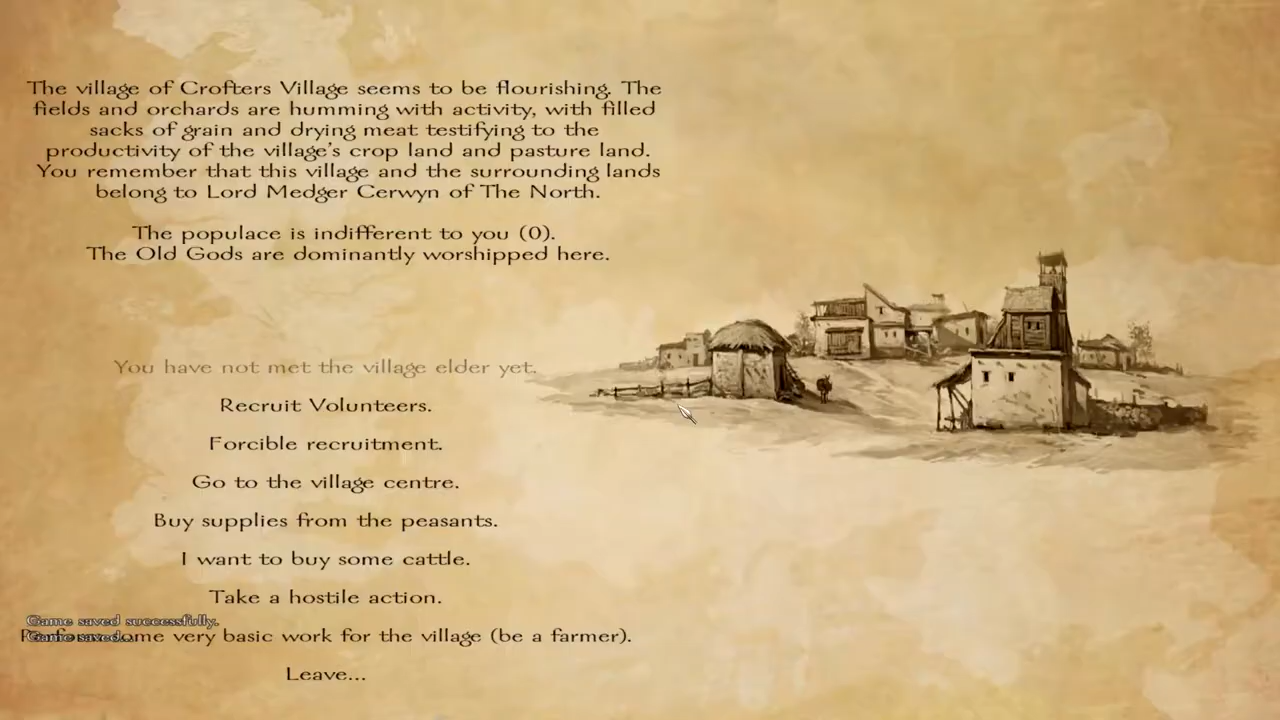 The village of Crofters Village seems to be flourishing. The
fields and orchards are humming with activity, with filled
sacks of grain and drying meat testifying to the
productivity of the village's crop land and pasture land.
You remember that this village and the surrounding lands
belong to Lord Medger Cerwyn of The North.
The populace is indifferent to you (0).
The Old Gods are dominantly worshipped here.
You have not met the village elder yet.
Recruit Volunteers.
Forcible recruitment.
Go to the village centre.
Buy supplies from the peasants.
I want to buy some cattle.
Take a hostile action.
Game saved successfully.
Game saved...
some very basic work for the village (be a farmer).
Leave...